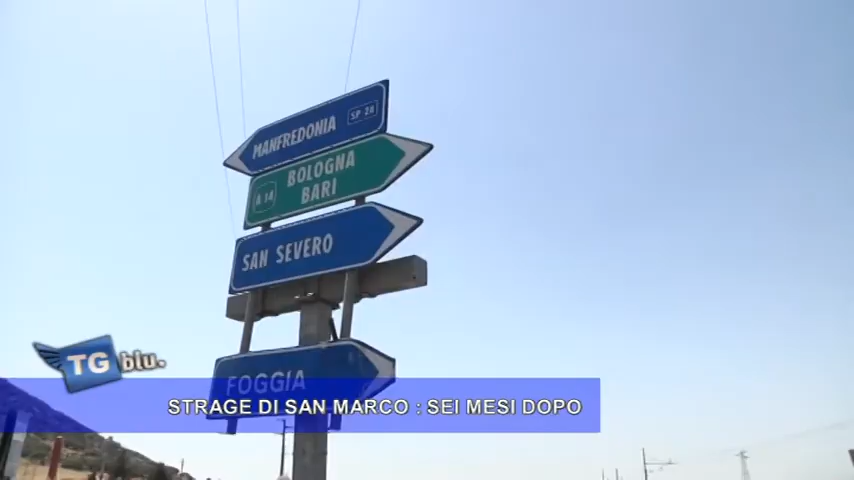 MANFREDONIA SP-28
BOLOGNA
A 14 BARI
SAN SEVERO
FOGGIA
TG blu.
STRAGE DI SAN MARCO : SEI MESI DOPO